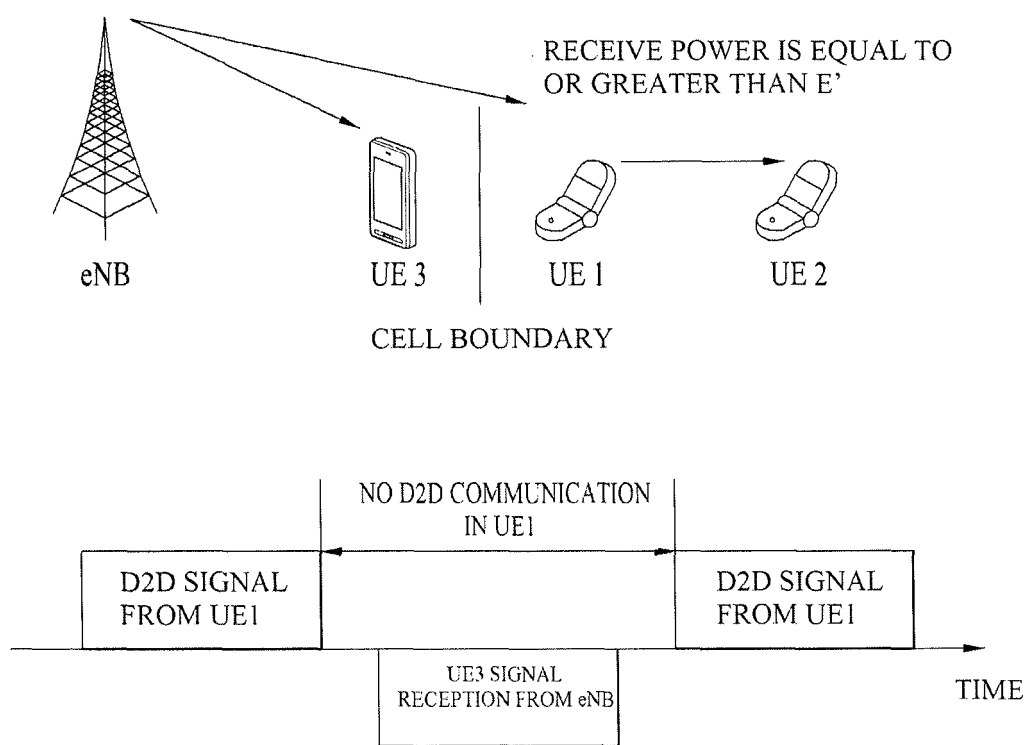 RECEIVE POWER IS EQUAL TO
OR GREATER THAN E'
eNB
UE 3
UE 1
UE 2
CELL BOUNDARY
NO D2D COMMUNICATION
IN UE1
D2D SIGNAL
FROM UE1
D2D SIGNAL
FROM UE1
UE3 SIGNAL
RECEPTION FROM eNB
TIME